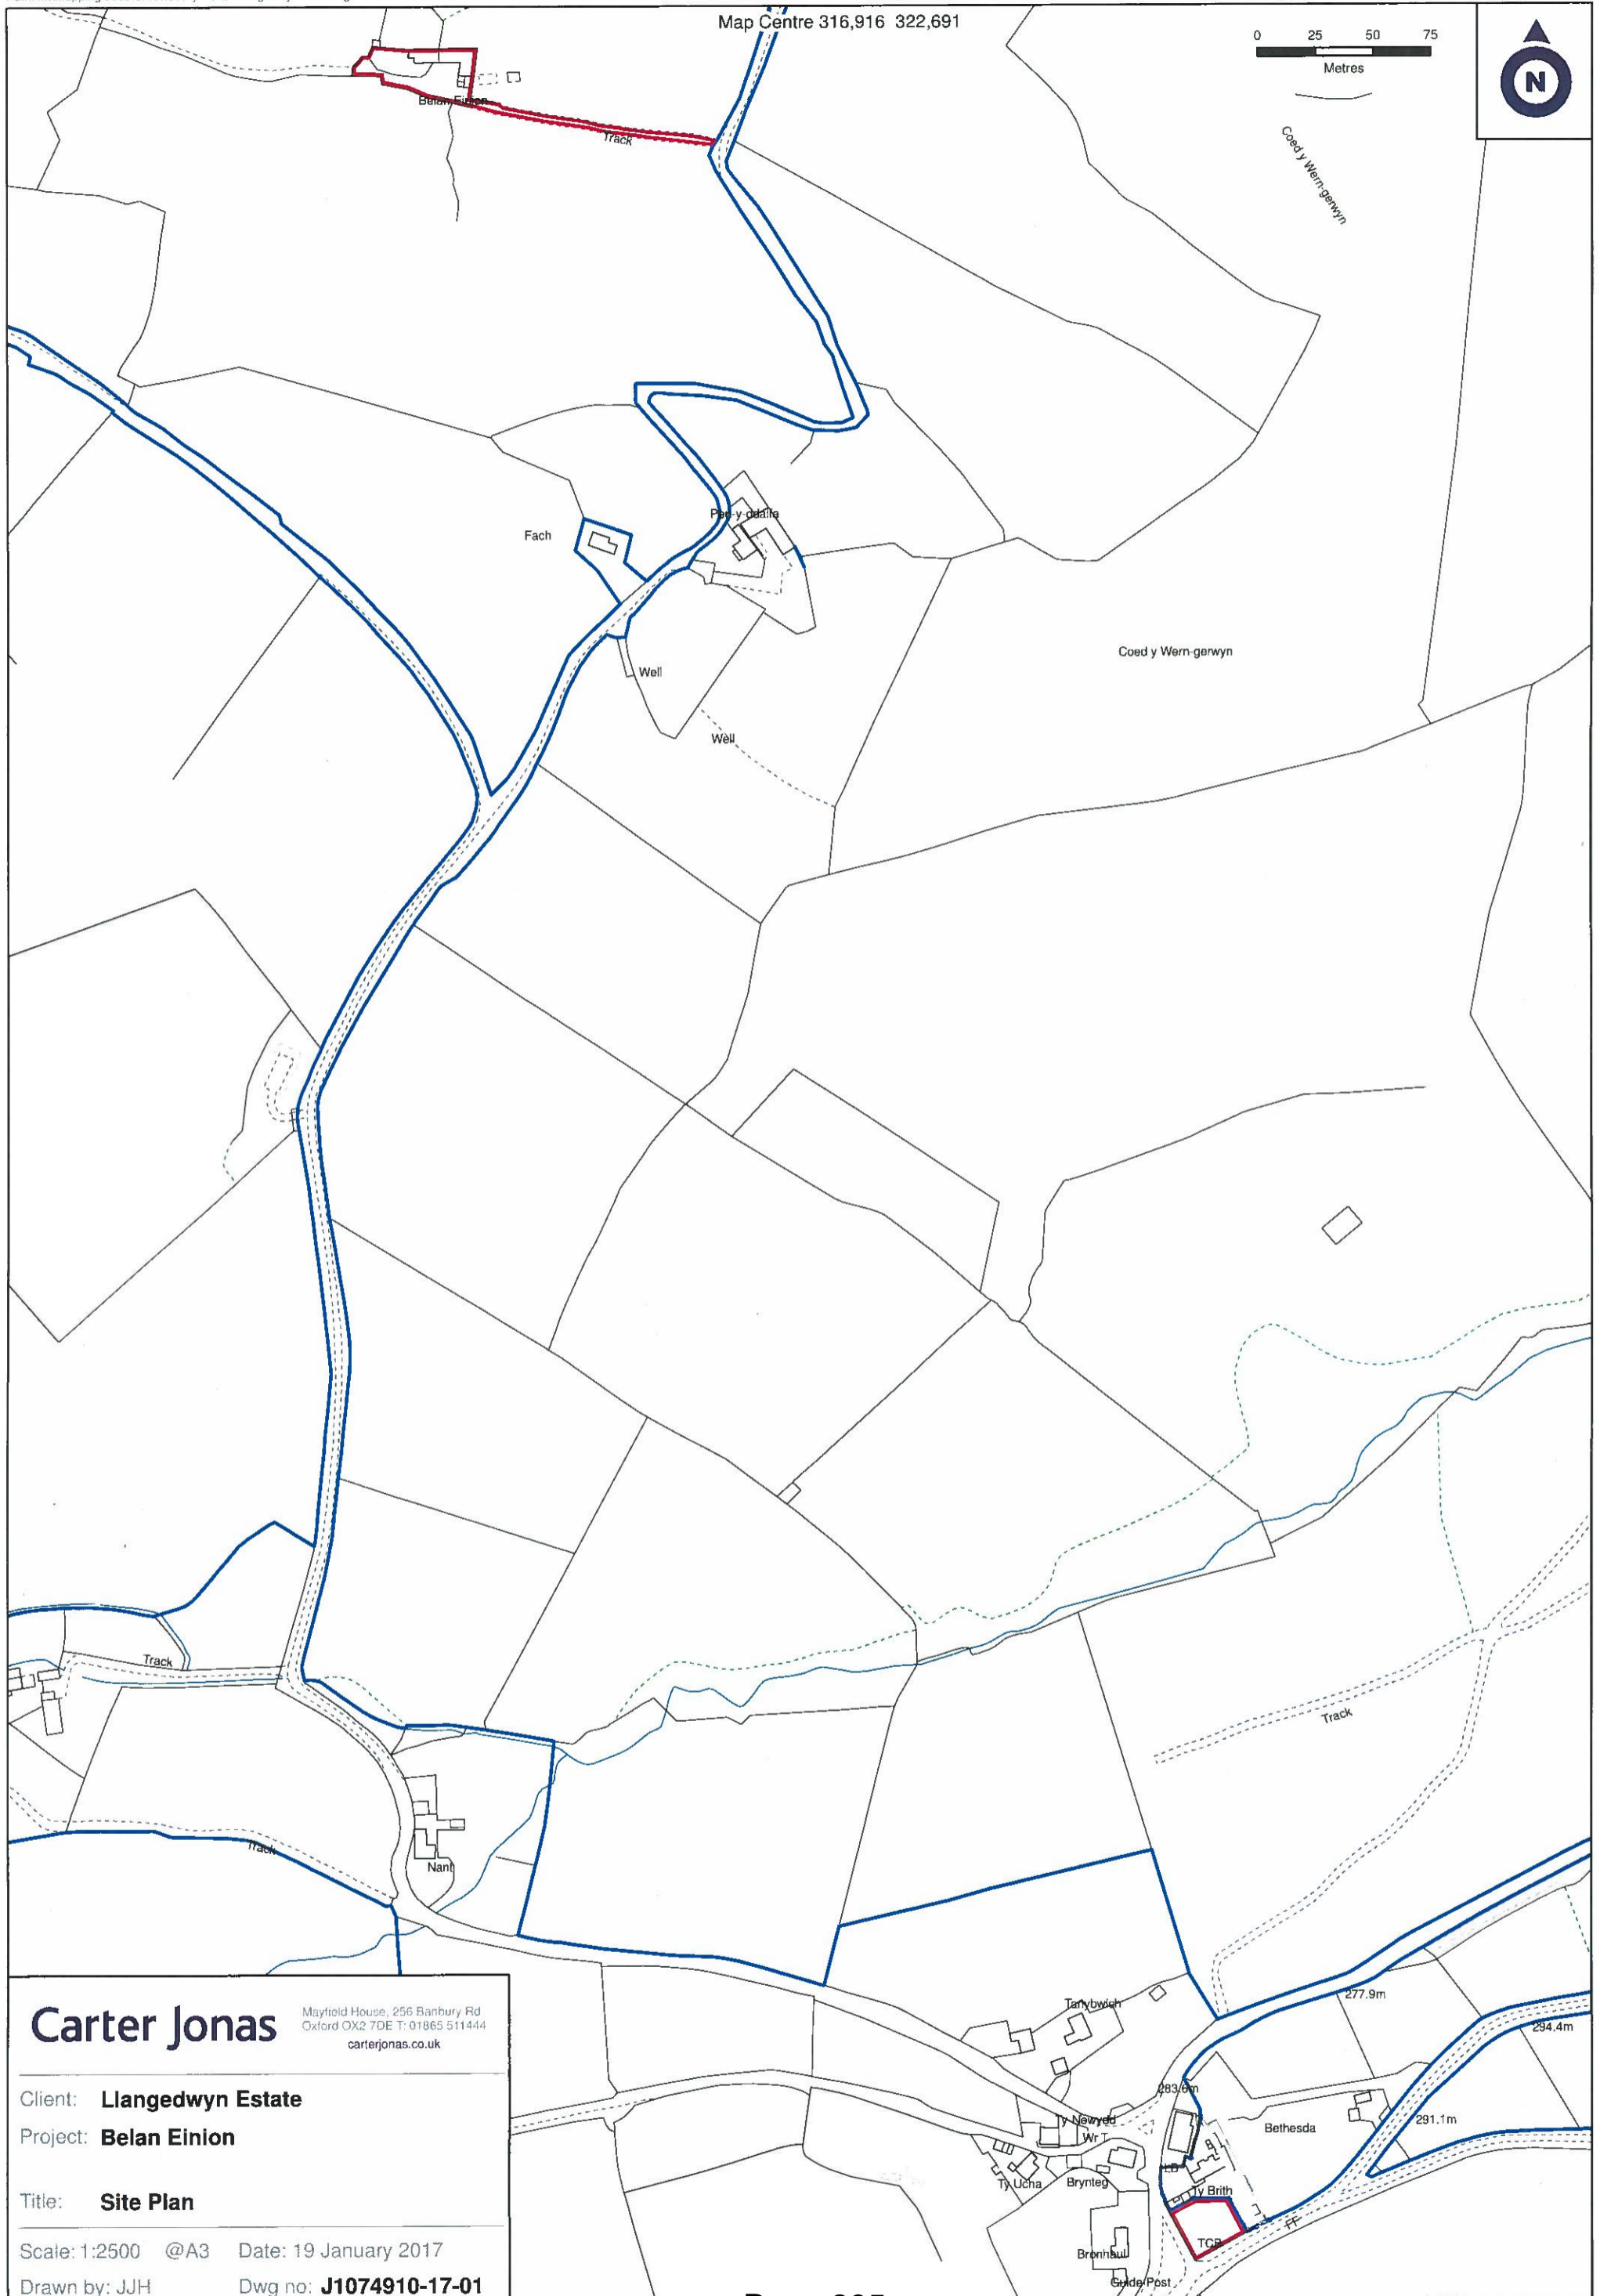 Map Centre 316,916 322,691
0 25 50 75
Metres
N
Belan Einion
Track
Coed y Wern-gerwyn
Fach
Well
Coed y Wern-gerwyn
Well
Track
Track
Track
Nant
277.9m
Tanybwlch
294.4m
283.6m
291.1m
Ty Newydd
Bethesda
Wr T
LB
Ty Ucha
Brynteg
Ty Brith
FF
TCB
Bronhaul
Guide Post
Carter Jonas
Mayfield House, 256 Banbury Rd
Oxford OX2 7DE T: 01865 511444
carterjonas.co.uk
Client: Llangedwyn Estate
Project: Belan Einion
Title: Site Plan
Scale: 1:2500 @A3 Date: 19 January 2017
Drawn by: JJH Dwg no: J1074910-17-01